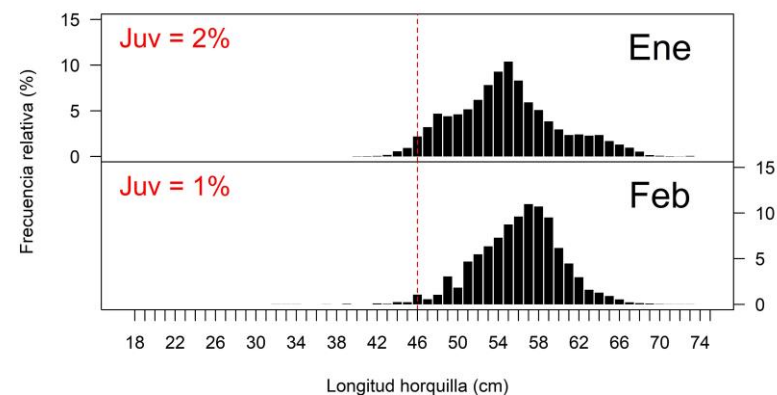 Frecuencia relativa (%)
15
10
5
0
Juv = 2%
Ene
Juv = 1%
Feb
15
10
5
0
18 22 26 30 34 38 42 46 50 54 58 62 66 70 74
Longitud horquilla (cm)